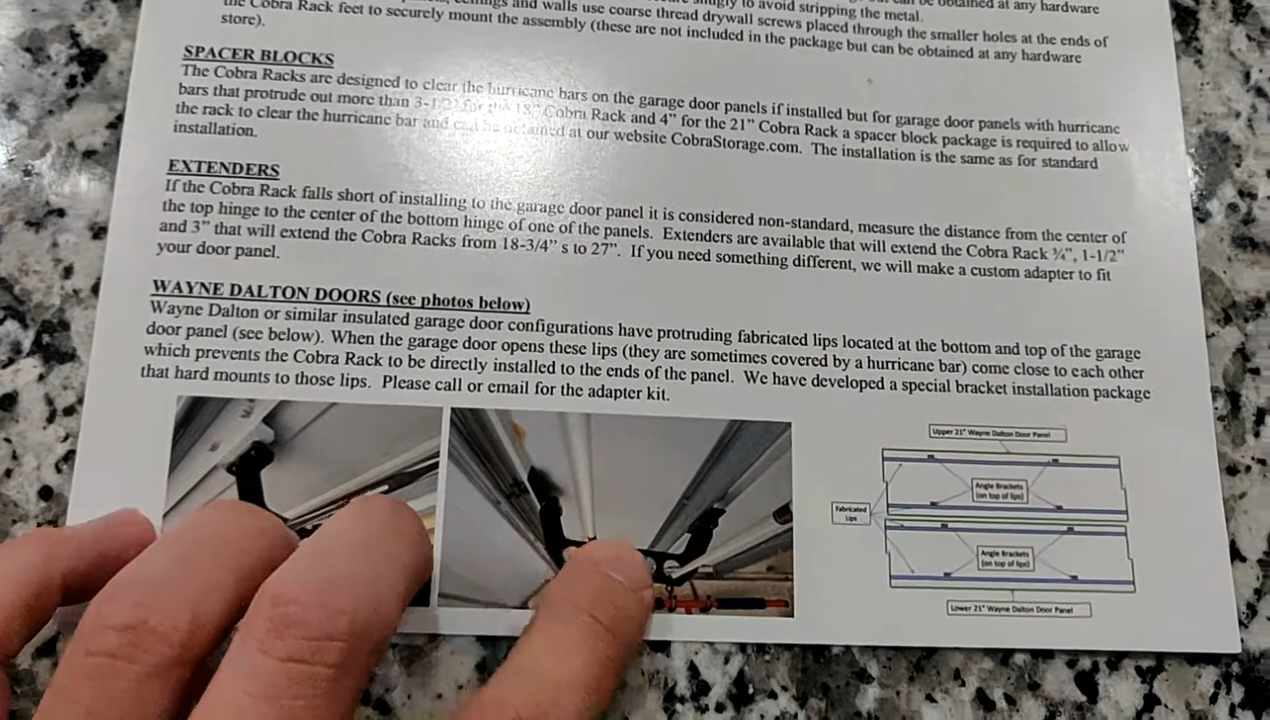 snugly to avoid stripping the metal.
ceilings and walls use coarse thread drywall screws placed through the smaller holes at the ends of
the Cobra Rack feet to securely mount the assembly (these are not included in the package but can be obtained at any hardware
store).
SPACER BLOCKS
The Cobra Racks are designed to clear the hurricane bars on the garage door panels if installed but for garage door panels with hurricane
bars that protrude out more than 3-1/2" for the 18" Cobra Rack and 4" for the 21" Cobra Rack a spacer block package is required to allow
the rack to clear the hurricane bar and can be obtained at our website CobraStorage.com. The installation is the same as for standard
installation.
EXTENDERS
If the Cobra Rack falls short of installing to the garage door panel it is considered non-standard, measure the distance from the center of
the top hinge to the center of the bottom hinge of one of the panels. Extenders are available that will extend the Cobra Rack ¾", 1-1/2"
and 3" that will extend the Cobra Racks from 18-3/4" s to 27". If you need something different, we will make a custom adapter to fit
your door panel.
WAYNE DALTON DOORS (see photos below)
Wayne Dalton or similar insulated garage door configurations have protruding fabricated lips located at the bottom and top of the garage
door panel (see below). When the garage door opens these lips (they are sometimes covered by a hurricane bar) come close to each other
which prevents the Cobra Rack to be directly installed to the ends of the panel. We have developed a special bracket installation package
that hard mounts to those lips. Please call or email for the adapter kit.
Upper 21" Wayne Dalton Door Panel
Angle Brackets
(on top of lips)
Fabricated
Lips
Angle Brackets
(on top of lips)
Lower 21" Wayne Dalton Door Panel